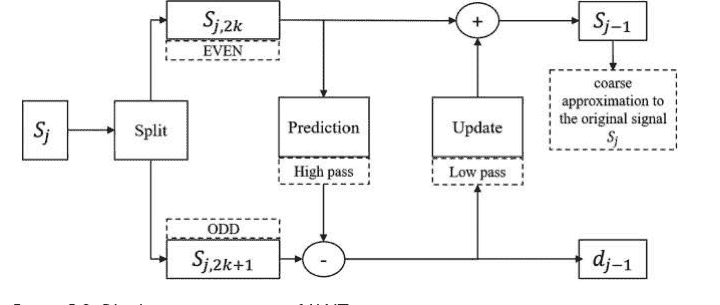 S_{j,2k}
EVEN
+
S_{j-1}
coarse
approximation to
the original signal
S_j
S_j
Split
Prediction
High pass
Update
Low pass
ODD
S_{j,2k+1}
-
d_{j-1}